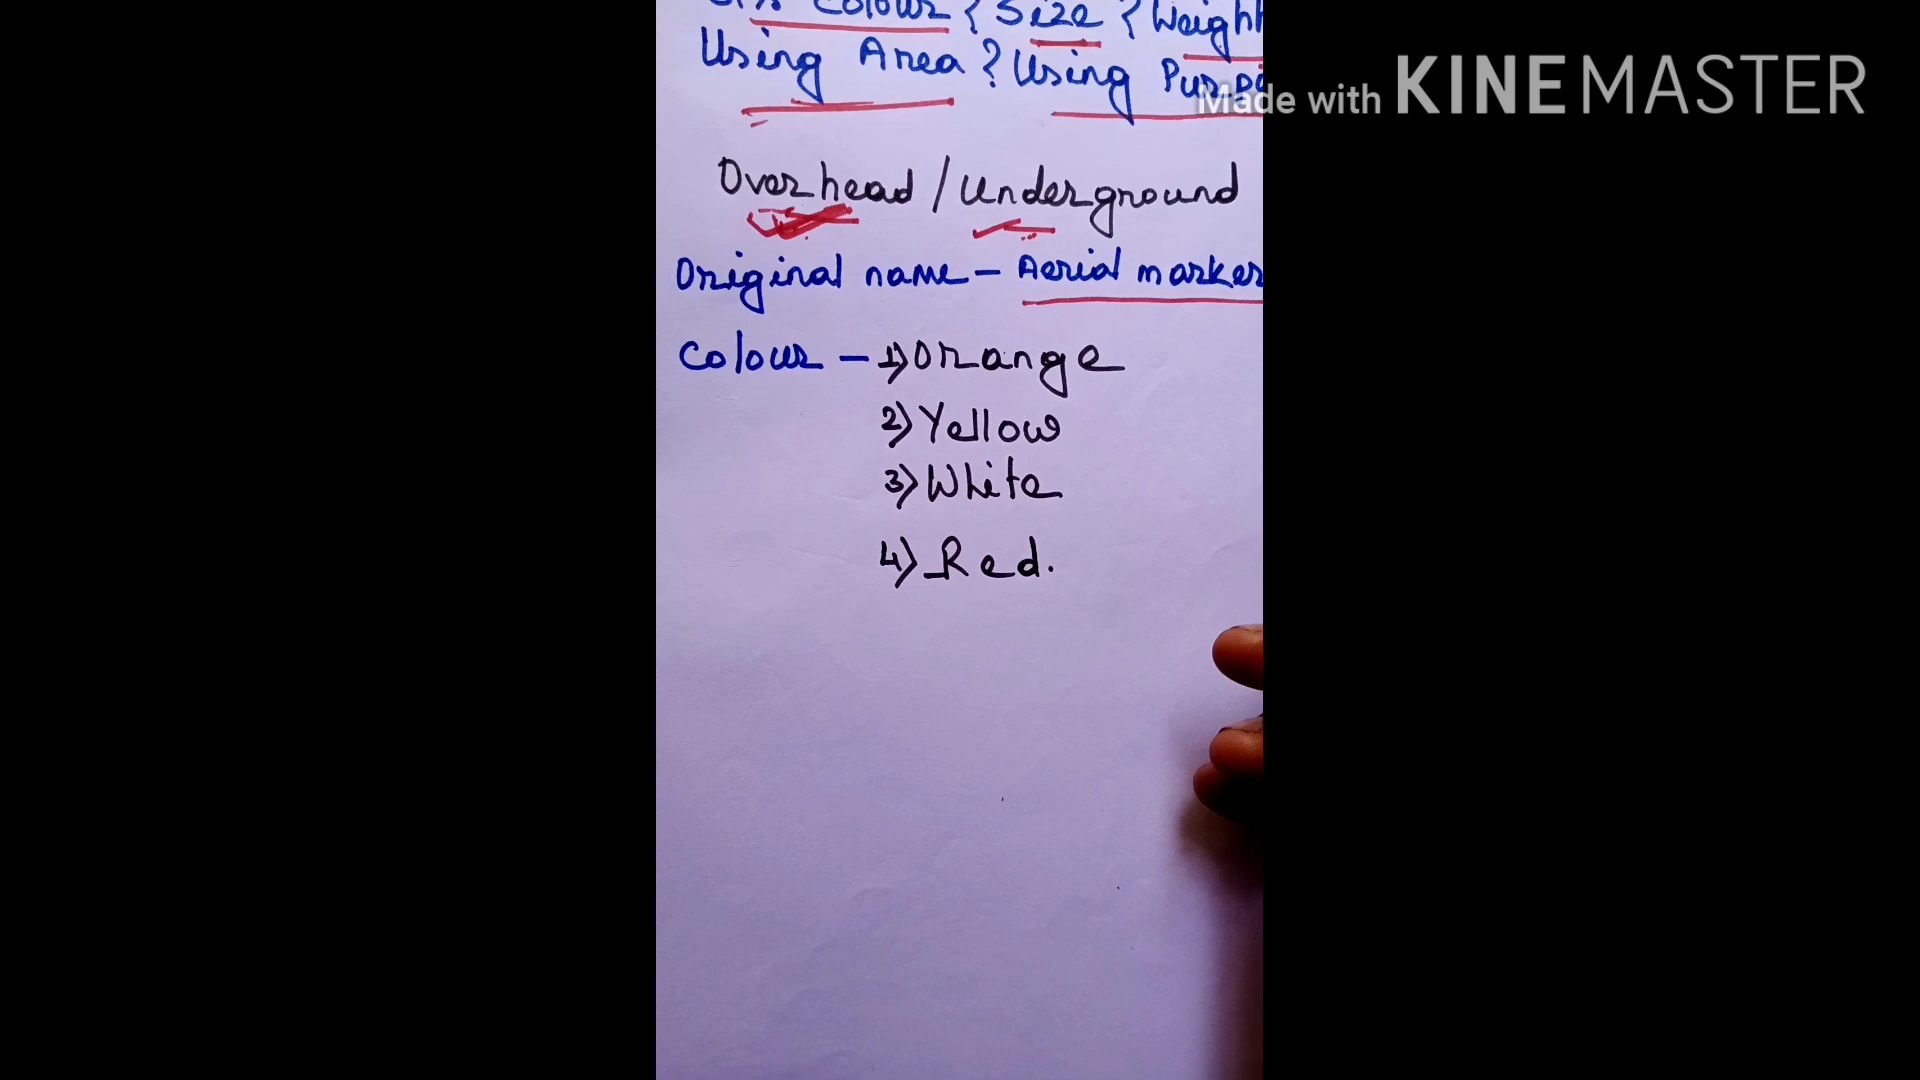 Colour ? Size ? Weight
Using Area ? Using
Made with KINEMASTER
Overhead / Underground
Original name - Aerial marker
Colour - 1) Orange
2) Yellow
3) White
4) Red.